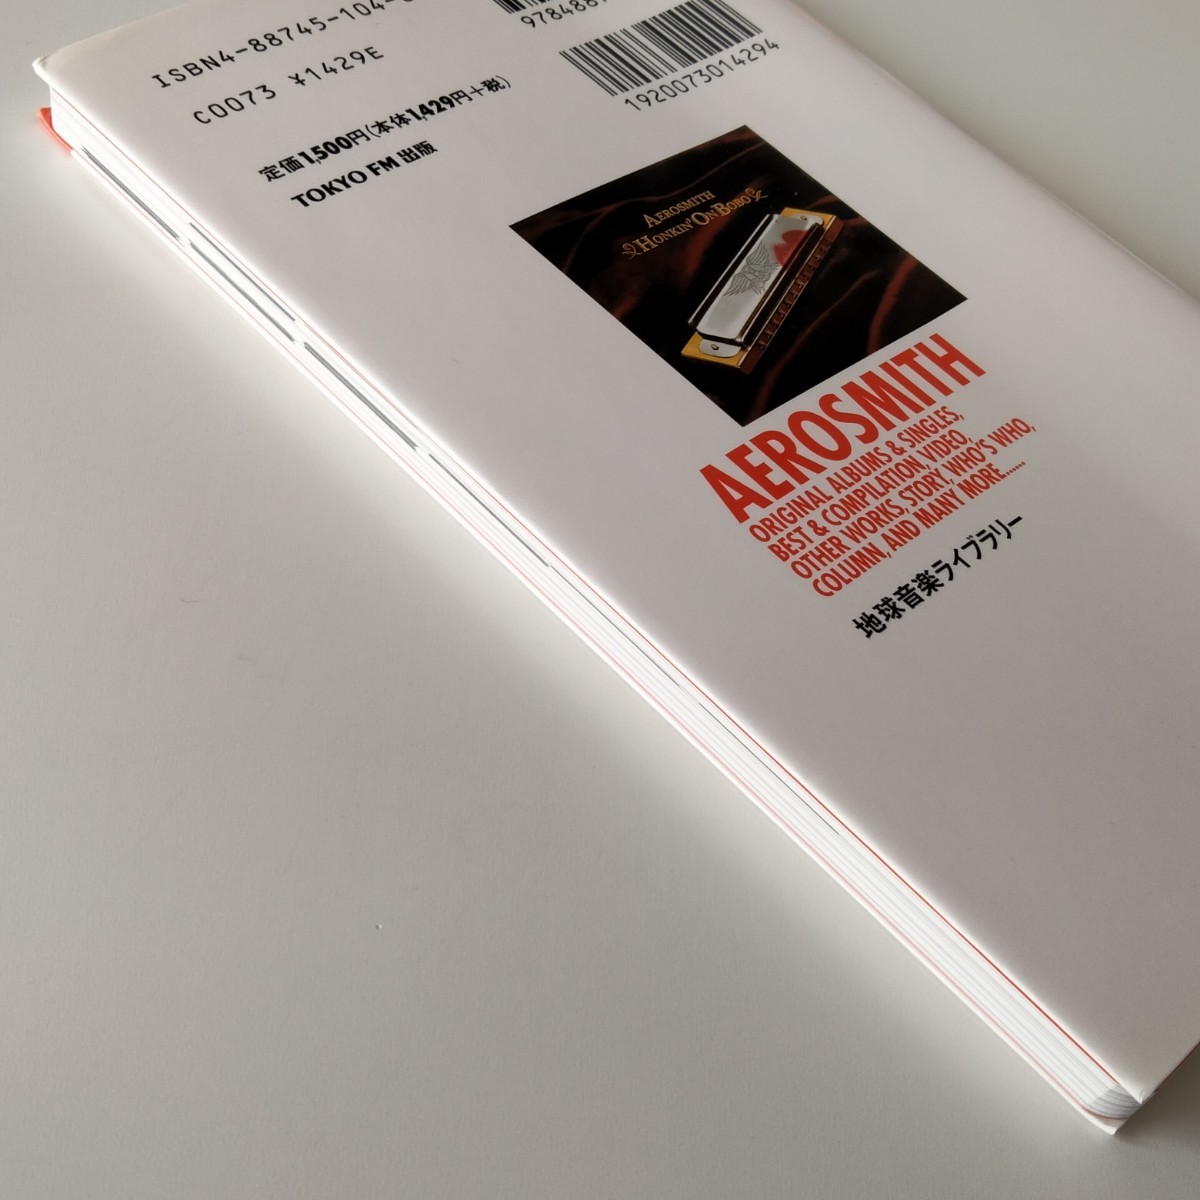 ISBN4-88745-104-
C0073 ¥1429E
定価1,500円(本体1,429円+税)
TOKYO FM 出版
978488
1920073014294
AEROSMITH
HONKIN' ON BOBO
AEROSMITH
ORIGINAL ALBUMS & SINGLES,
BEST & COMPILATION, VIDEO,
OTHER WORKS, STORY, WHO'S WHO,
COLUMN, AND MANY MORE......
地球音楽ライブラリー